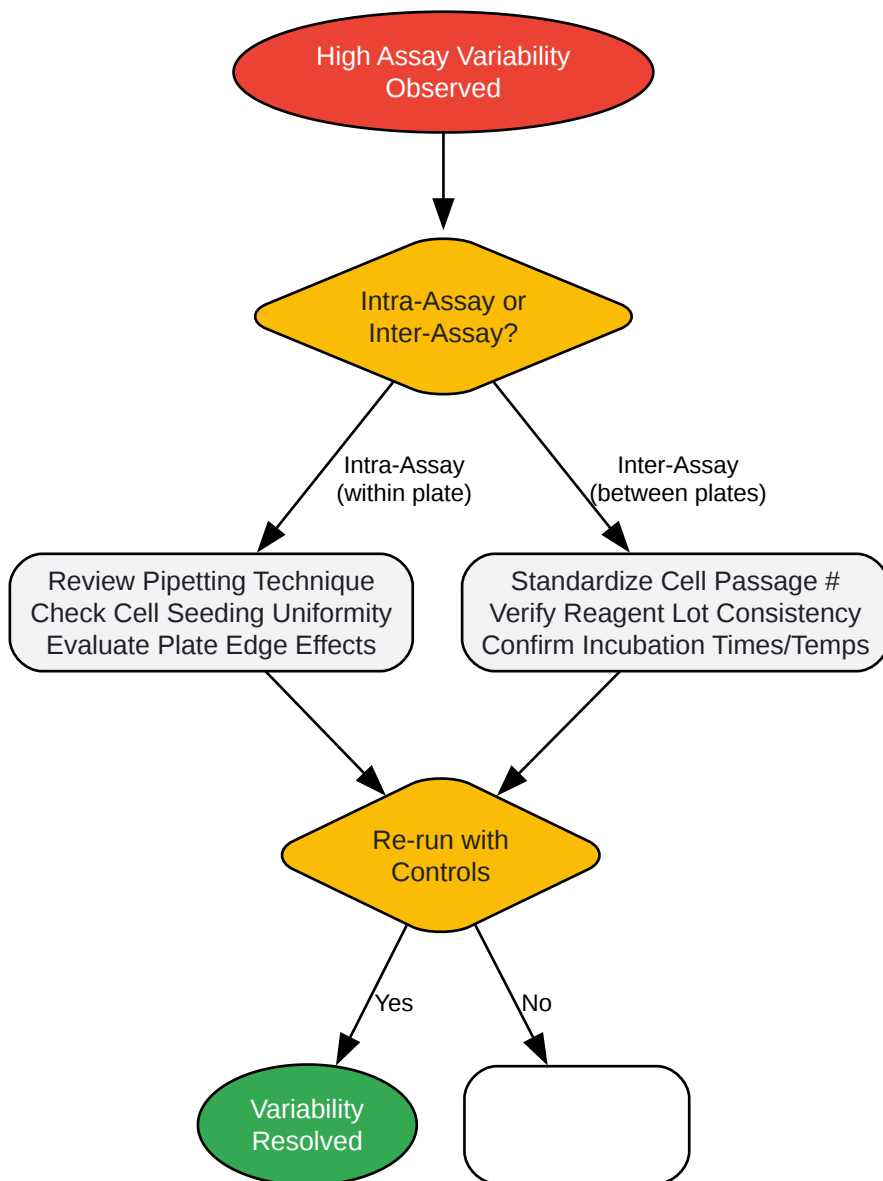 High Assay Variability
Observed
Intra-Assay or
Inter-Assay?
Intra-Assay
(within plate)
Inter-Assay
(between plates)
Review Pipetting Technique
Check Cell Seeding Uniformity
Evaluate Plate Edge Effects
Standardize Cell Passage #
Verify Reagent Lot Consistency
Confirm Incubation Times/Temps
Re-run with
Controls
Yes
No
Variability
Resolved